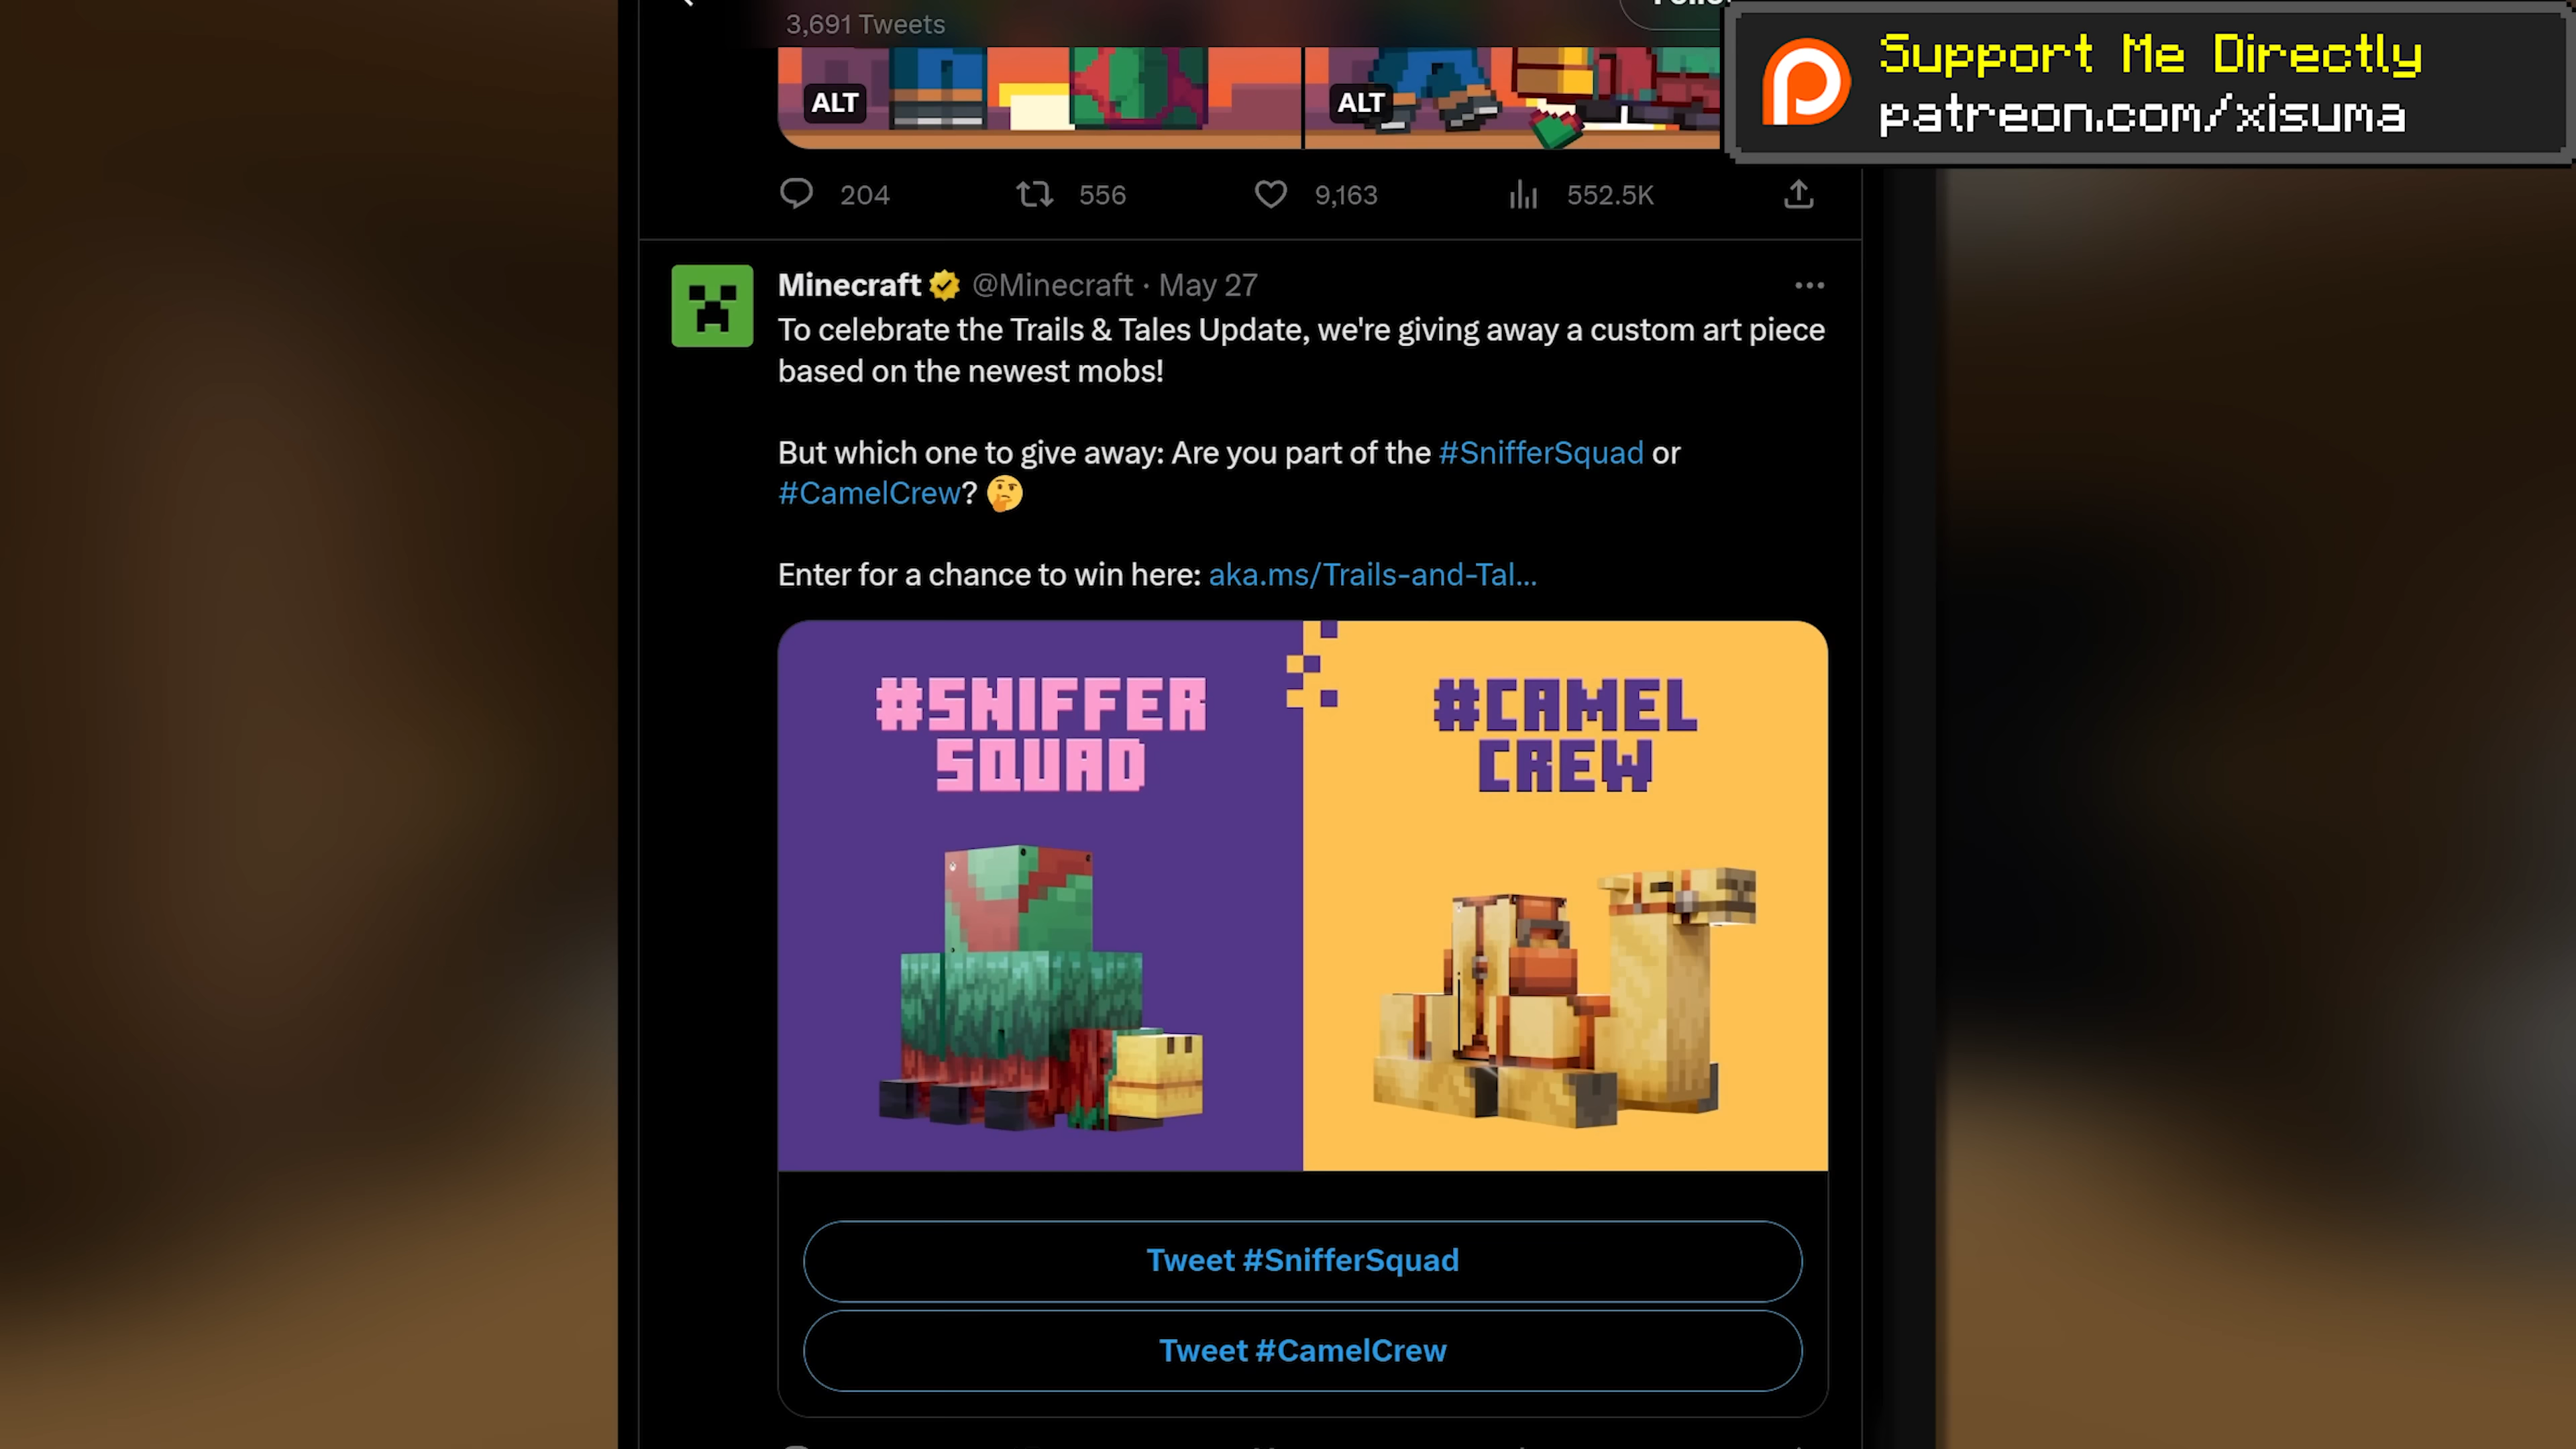 3,691 Tweets
Support Me Directly
patreon.com/xisuma
ALT
ALT
204
556
9,163
552.5K
Minecraft @Minecraft · May 27
To celebrate the Trails & Tales Update, we're giving away a custom art piece
based on the newest mobs!
But which one to give away: Are you part of the #SnifferSquad or
#CamelCrew? 🤔
Enter for a chance to win here: aka.ms/Trails-and-Tal...
#SNIFFER
SQUAD
#CAMEL
CREW
Tweet #SnifferSquad
Tweet #CamelCrew